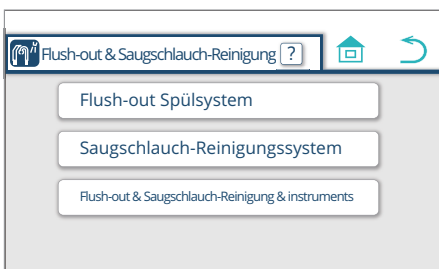 Flush-out & Saugschlauch-Reinigung ?
Flush-out Spülsystem
Saugschlauch-Reinigungssystem
Flush-out & Saugschlauch-Reinigung & instruments